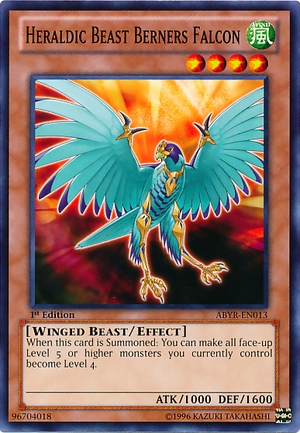 HERALDIC BEAST BERNERS FALCON
WIND
風
ABYR-EN013
1st Edition
[WINGED BEAST/EFFECT]
When this card is Summoned: You can make all face-up
Level 5 or higher monsters you currently control
become Level 4.
ATK/1000 DEF/1600
96704018
©1996 KAZUKI TAKAHASHI